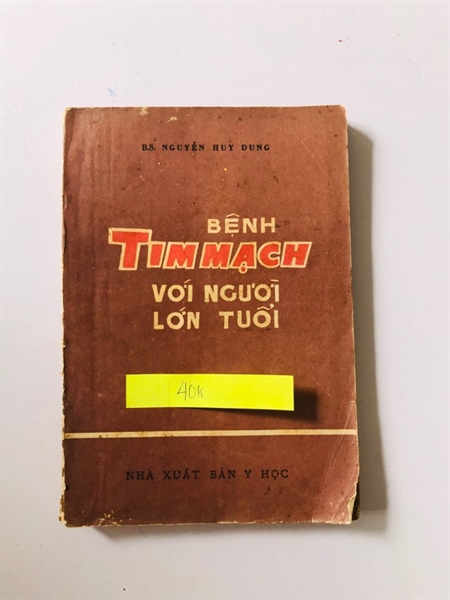 BS. NGUYỄN HUY DUNG
BỆNH
TIM MẠCH
VỚI NGƯỜI
LỚN TUỔI
40k
NHÀ XUẤT BẢN Y HỌC